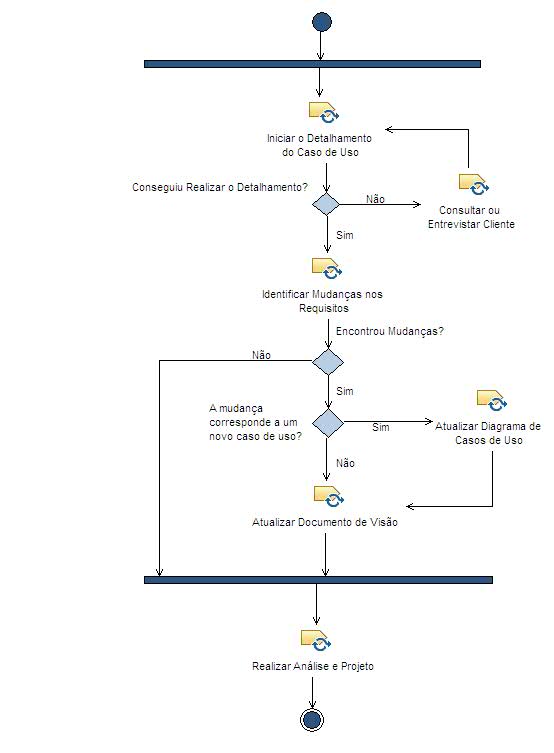 Iniciar o Detalhamento
do Caso de Uso
Conseguiu Realizar o Detalhamento?
Não
Consultar ou
Entrevistar Cliente
Sim
Identificar Mudanças nos
Requisitos
Encontrou Mudanças?
Não
Sim
A mudança
corresponde a um
novo caso de uso?
Sim
Atualizar Diagrama de
Casos de Uso
Não
Atualizar Documento de Visão
Realizar Análise e Projeto